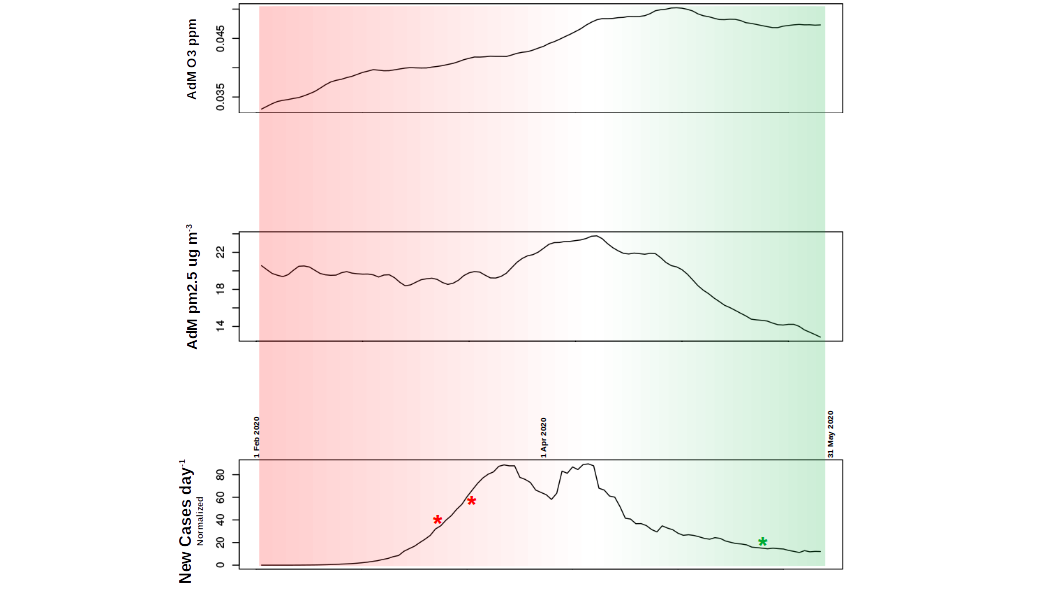 AdM O3 ppm
0.045
0.035
AdM pm2.5 ug m-3
22
18
14
1 Feb 2020
1 Apr 2020
31 May 2020
New Cases day-1
Normalized
80
60
40
20
0
*
*
*